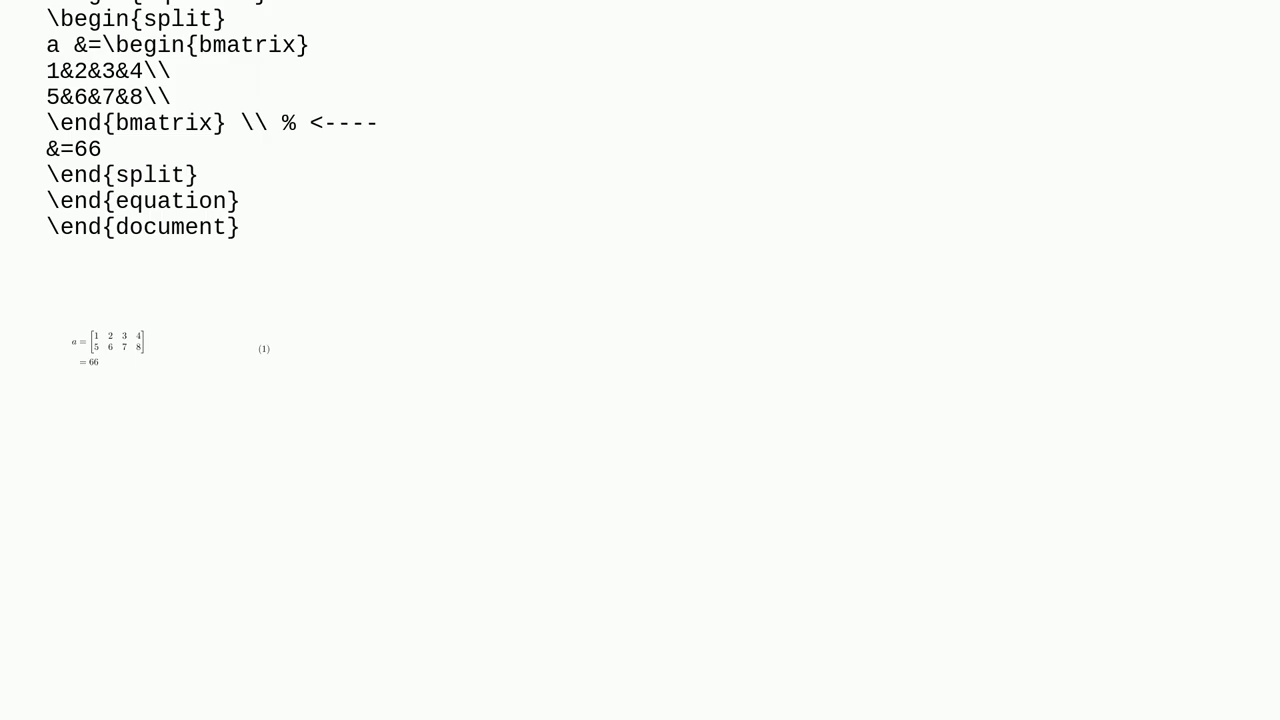 \begin{split}
a &=\begin{bmatrix}
1&2&3&4\\
5&6&7&8\\
\end{bmatrix} \\ % <----
&=66
\end{split}
\end{equation}
\end{document}
a = [1 2 3 4
5 6 7 8]
= 66
(1)